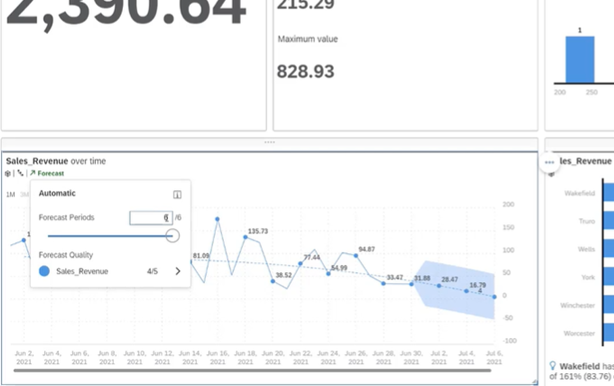 2,390.64
215.29
Maximum value
828.93
1
200 250
Sales_Revenue over time
Forecast
1M
Automatic
Forecast Periods 6 /6
Forecast Quality
Sales_Revenue 4/5
81.09
135.73
38.52
77.44
54.99
94.87
33.47
31.88
28.47
16.79
4
200
150
100
50
0
-50
-100
Jun 2, 2021
Jun 4, 2021
Jun 6, 2021
Jun 8, 2021
Jun 10, 2021
Jun 12, 2021
Jun 14, 2021
Jun 16, 2021
Jun 18, 2021
Jun 20, 2021
Jun 22, 2021
Jun 24, 2021
Jun 26, 2021
Jun 28, 2021
Jun 30, 2021
Jul 2, 2021
Jul 4, 2021
Jul 6, 2021
les_Revenue
Wakefield
Truro
Wells
York
Winchester
Worcester
Wakefield has
of 161% (83.76)